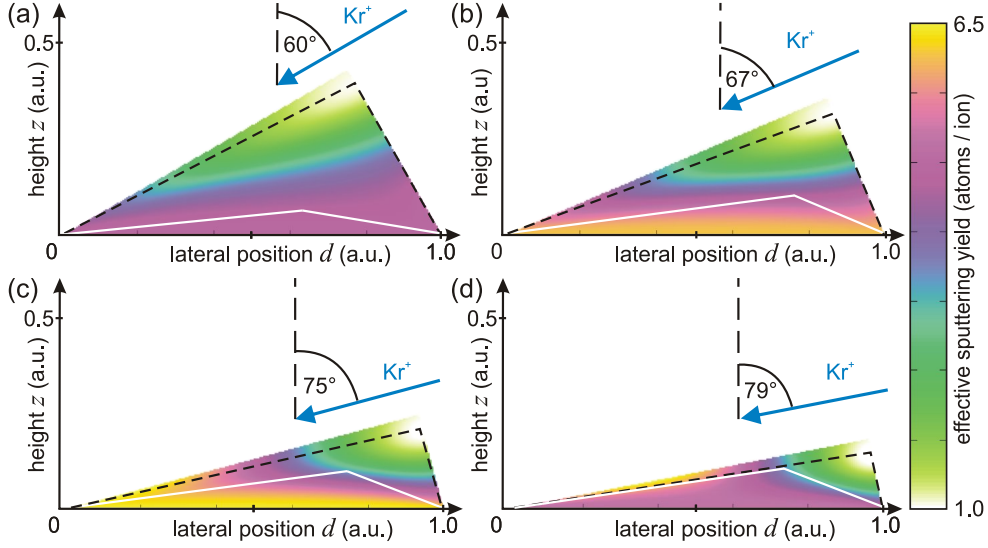 (a)
Kr+
60°
0.5
height z (a.u.)
0
1.0
lateral position d (a.u.)
(b)
Kr+
67°
0.5
height z (a.u)
0
1.0
lateral position d (a.u.)
(c)
Kr+
75°
0.5
height z (a.u.)
0
1.0
lateral position d (a.u.)
(d)
Kr+
79°
0.5
height z (a.u.)
0
1.0
lateral position d (a.u.)
6.5
effective sputtering yield (atoms / ion)
1.0